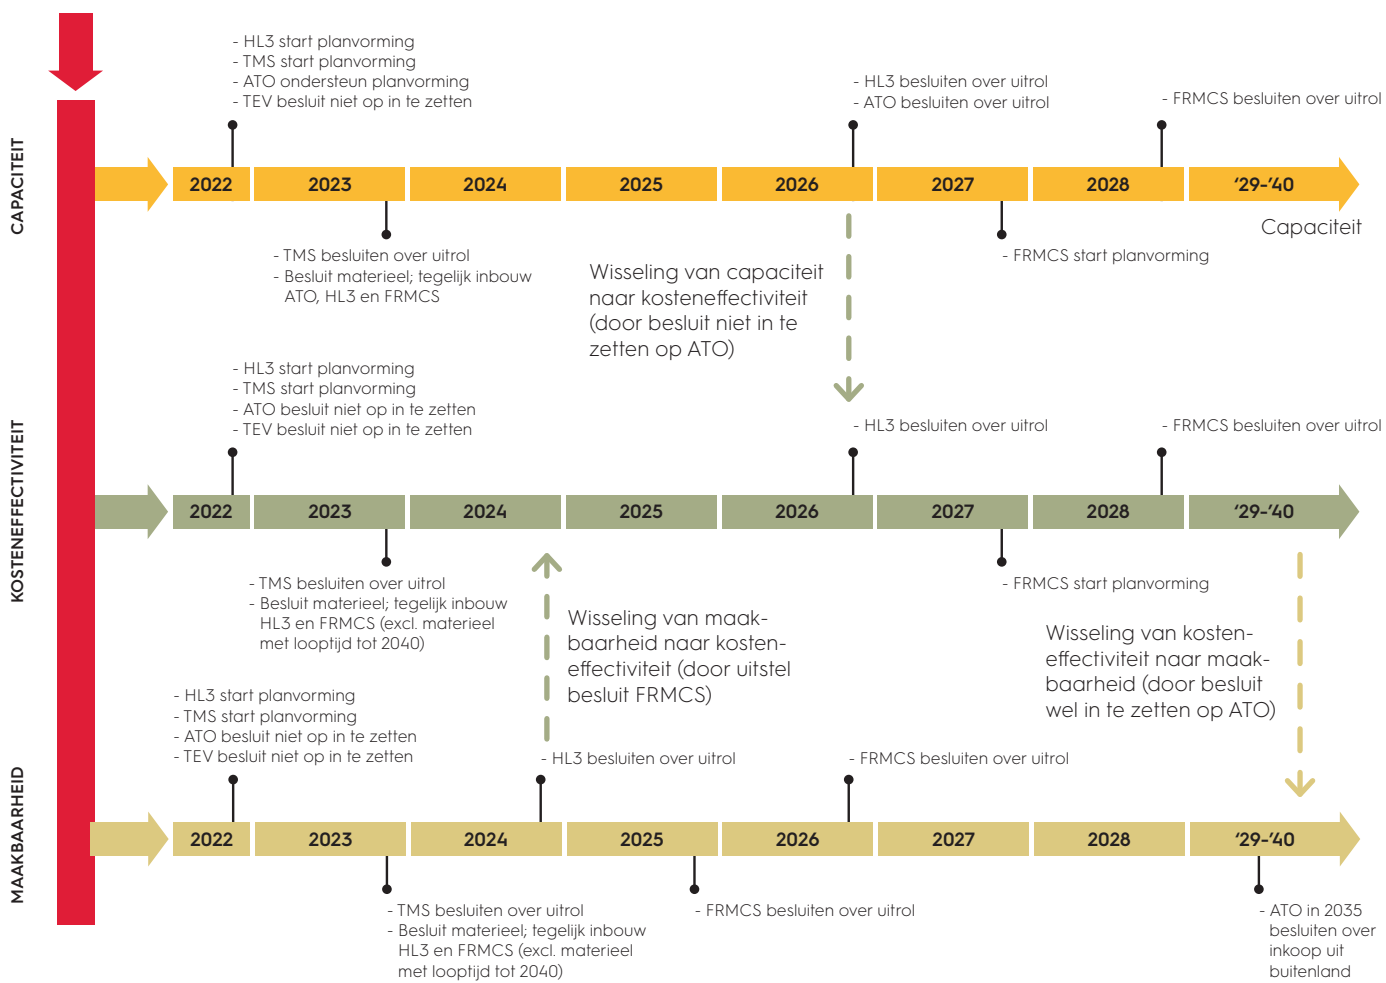 CAPACITEIT
- HL3 start planvorming
- TMS start planvorming
- ATO ondersteun planvorming
- TEV besluit niet op in te zetten
- HL3 besluiten over uitrol
- ATO besluiten over uitrol
- FRMCS besluiten over uitrol
2022 2023 2024 2025 2026 2027 2028 ‘29-‘40
Capaciteit
- TMS besluiten over uitrol
- Besluit materieel; tegelijk inbouw
ATO, HL3 en FRMCS
Wisseling van capaciteit
naar kosteneffectiviteit
(door besluit niet in te
zetten op ATO)
- FRMCS start planvorming
KOSTENEFFECTIVITEIT
- HL3 start planvorming
- TMS start planvorming
- ATO besluit niet op in te zetten
- TEV besluit niet op in te zetten
- HL3 besluiten over uitrol
- FRMCS besluiten over uitrol
2022 2023 2024 2025 2026 2027 2028 ‘29-‘40
- TMS besluiten over uitrol
- Besluit materieel; tegelijk inbouw
HL3 en FRMCS (excl. materieel
met looptijd tot 2040)
Wisseling van maak-
baarheid naar kosten-
effectiviteit (door uitstel
besluit FRMCS)
- FRMCS start planvorming
Wisseling van kosten-
effectiviteit naar maak-
baarheid (door besluit
wel in te zetten op ATO)
MAAKBAARHEID
- HL3 start planvorming
- TMS start planvorming
- ATO besluit niet op in te zetten
- TEV besluit niet op in te zetten
- HL3 besluiten over uitrol
- FRMCS besluiten over uitrol
2022 2023 2024 2025 2026 2027 2028 ‘29-‘40
- TMS besluiten over uitrol
- Besluit materieel; tegelijk inbouw
HL3 en FRMCS (excl. materieel
met looptijd tot 2040)
- FRMCS besluiten over uitrol
- ATO in 2035
besluiten over
inkoop uit
buitenland